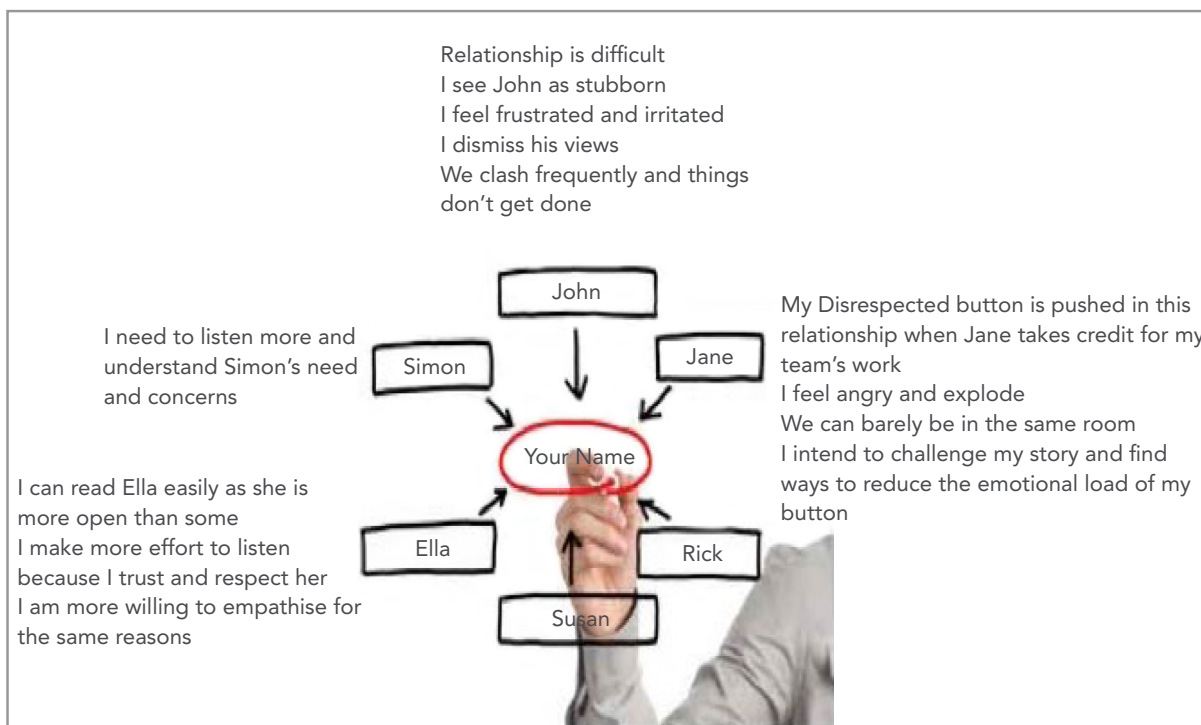 Relationship is difficult
I see John as stubborn
I feel frustrated and irritated
I dismiss his views
We clash frequently and things
don't get done
John
I need to listen more and
understand Simon's need
and concerns
Simon
Jane
My Disrespected button is pushed in this
relationship when Jane takes credit for my
team's work
I feel angry and explode
We can barely be in the same room
I intend to challenge my story and find
ways to reduce the emotional load of my
button
Your Name
I can read Ella easily as she is
more open than some
I make more effort to listen
because I trust and respect her
I am more willing to empathise for
the same reasons
Ella
Rick
Susan